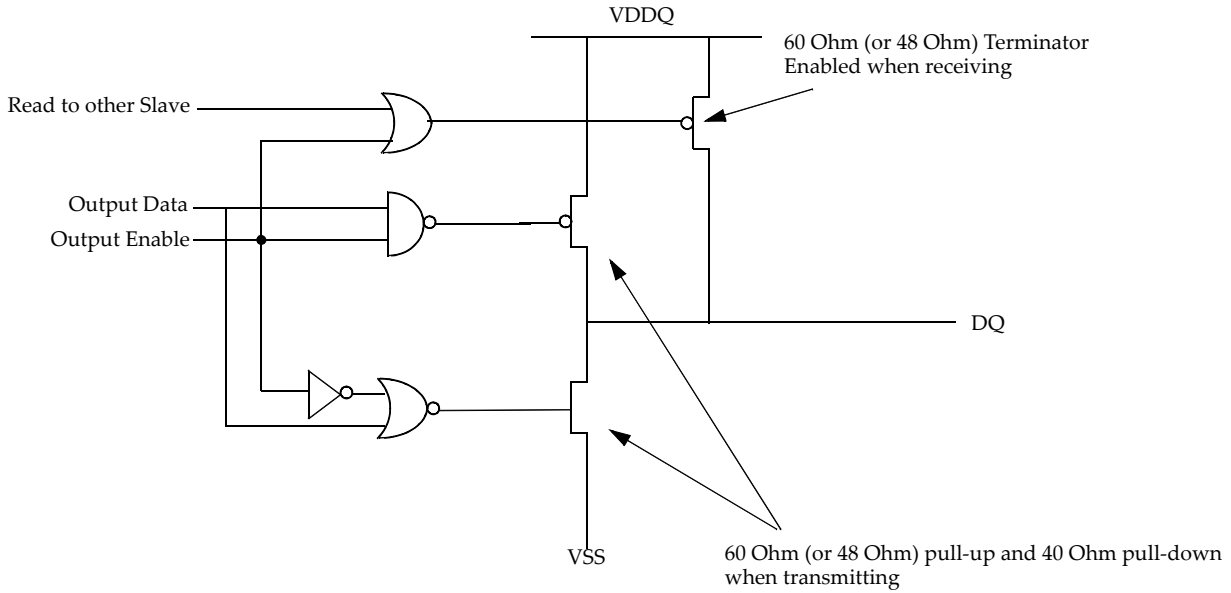 VDDQ
60 Ohm (or 48 Ohm) Terminator
Enabled when receiving
Read to other Slave
Output Data
Output Enable
DQ
VSS
60 Ohm (or 48 Ohm) pull-up and 40 Ohm pull-down
when transmitting